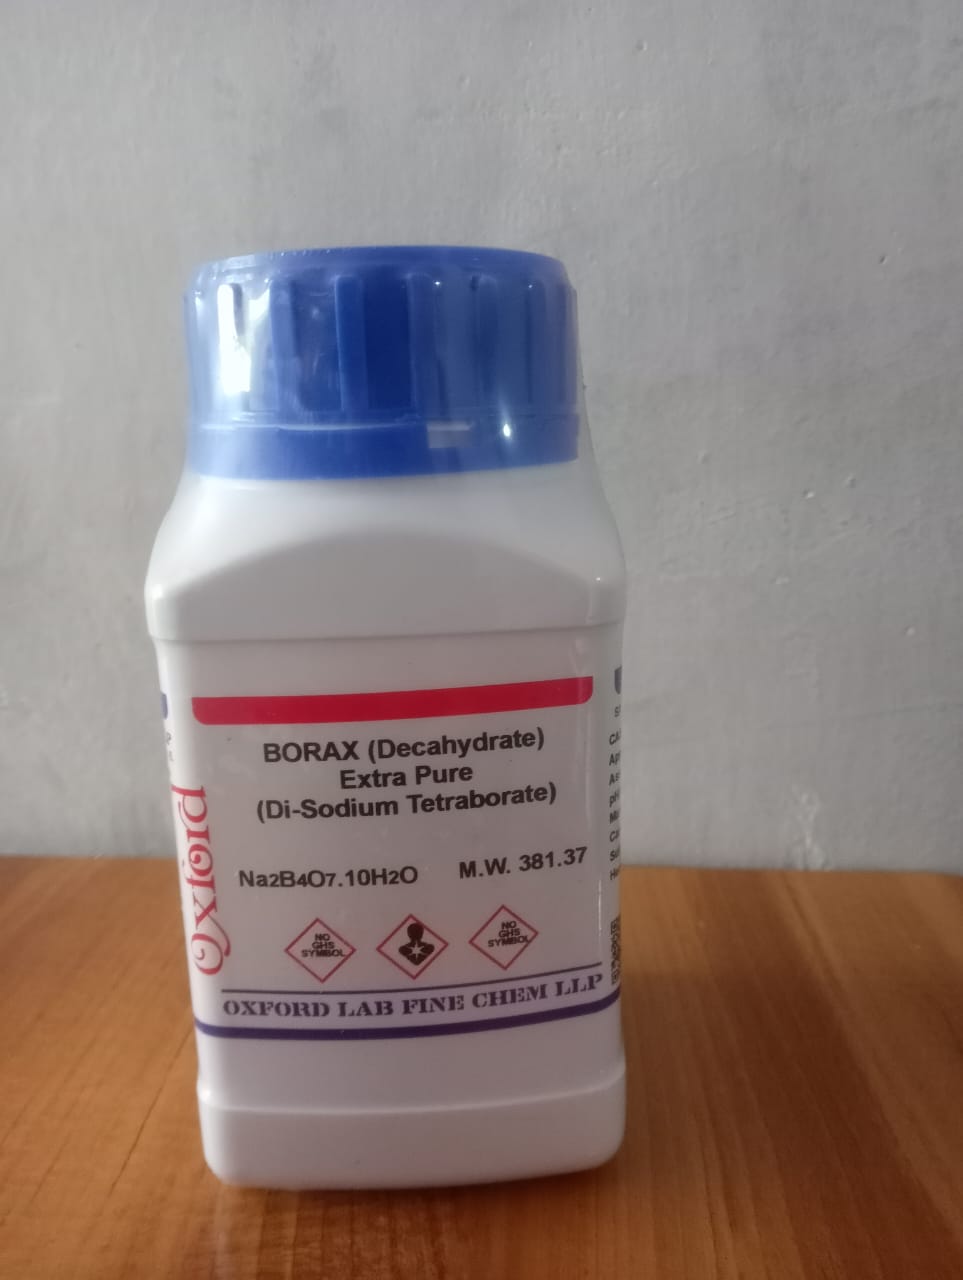 BORAX (Decahydrate)
Extra Pure
(Di-Sodium Tetraborate)
Na2B4O7.10H2O M.W. 381.37
Oxford
NO
GHS
SYMBOL
NO
GHS
SYMBOL
OXFORD LAB FINE CHEM LLP